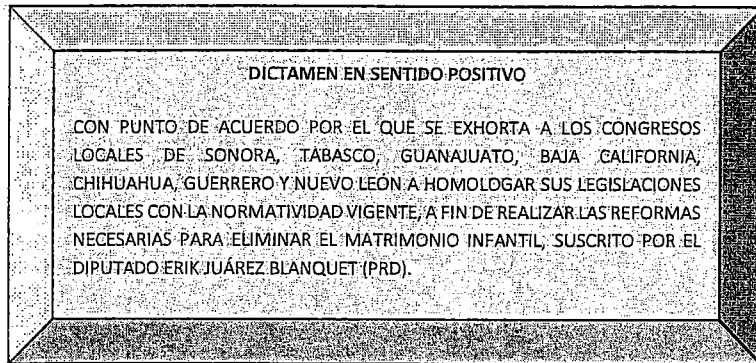 DICTAMEN EN SENTIDO POSITIVO
CON PUNTO DE ACUERDO POR EL QUE SE EXHORTA A LOS CONGRESOS
LOCALES DE SONORA, TABASCO, GUANAJUATO, BAJA CALIFORNIA,
CHIHUAHUA, GUERRERO Y NUEVO LEÓN A HOMOLOGAR SUS LEGISLACIONES
LOCALES CON LA NORMATIVIDAD VIGENTE, A FIN DE REALIZAR LAS REFORMAS
NECESARIAS PARA ELIMINAR EL MATRIMONIO INFANTIL, SUSCRITO POR EL
DIPUTADO ERIK JUÁREZ BLANQUET (PRD).